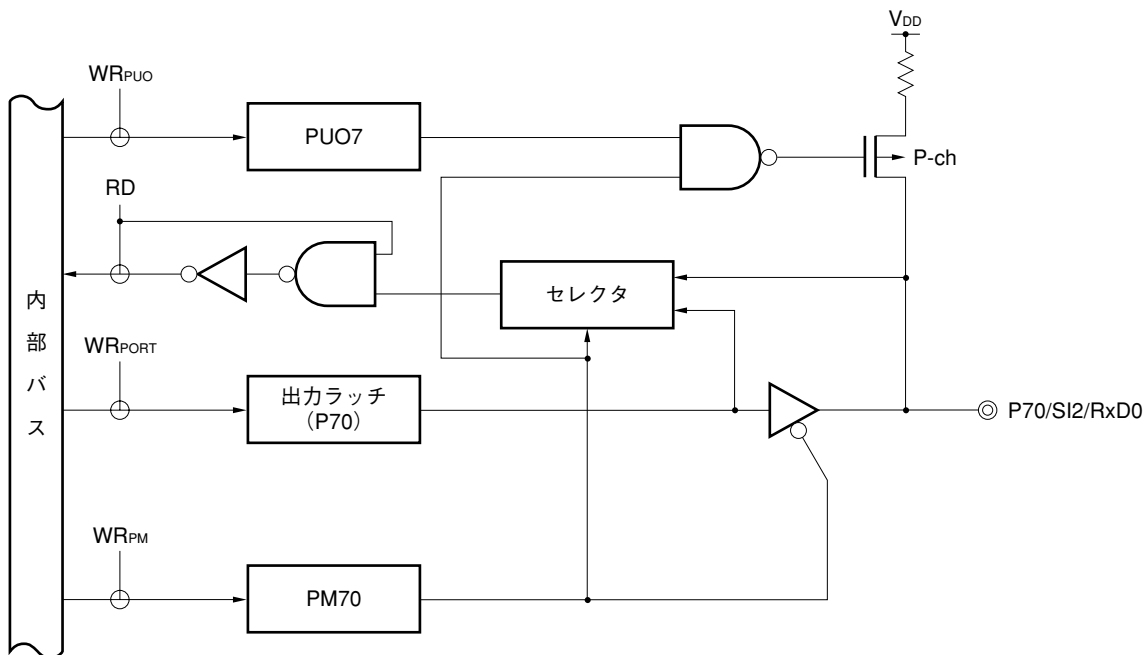 VDD
WRPUO
PUO7
P-ch
RD
セレクタ
内部バス
WRPORT
出力ラッチ
(P70)
P70/SI2/RxD0
WRPM
PM70